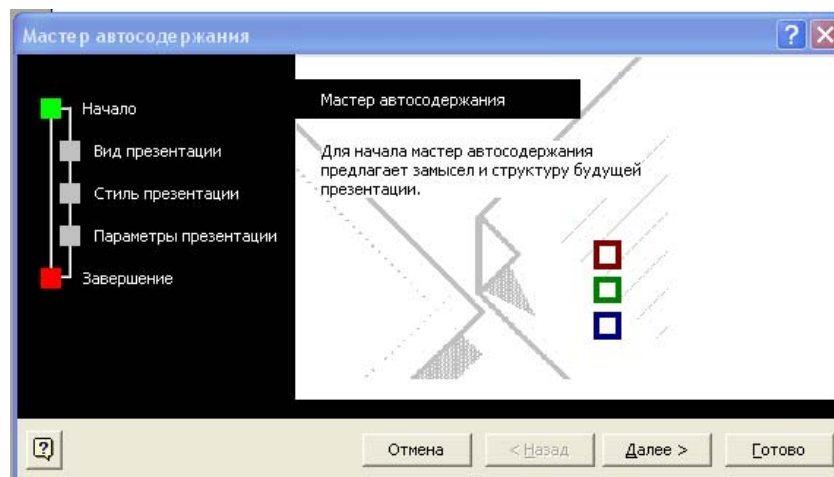 Мастер автосодержания
Начало
Вид презентации
Стиль презентации
Параметры презентации
Завершение
Мастер автосодержания
Для начала мастер автосодержания
предлагает замысел и структуру будущей
презентации.
Отмена
< Назад
Далее >
Готово